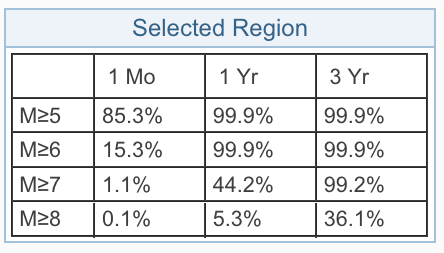 Selected Region
1 Mo 1 Yr 3 Yr
M≥5 85.3% 99.9% 99.9%
M≥6 15.3% 99.9% 99.9%
M≥7 1.1% 44.2% 99.2%
M≥8 0.1% 5.3% 36.1%